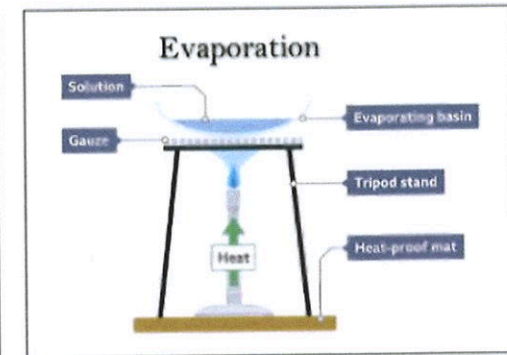 Evaporation
Solution
Evaporating basin
Gauze
Tripod stand
Heat-proof mat
Heat